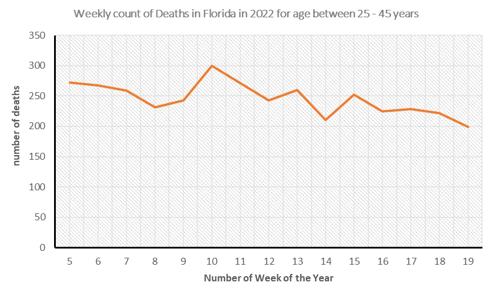 Weekly count of Deaths in Florida in 2022 for age between 25 - 45 years
350
300
250
200
150
100
50
0
number of deaths
5 6 7 8 9 10 11 12 13 14 15 16 17 18 19
Number of Week of the Year